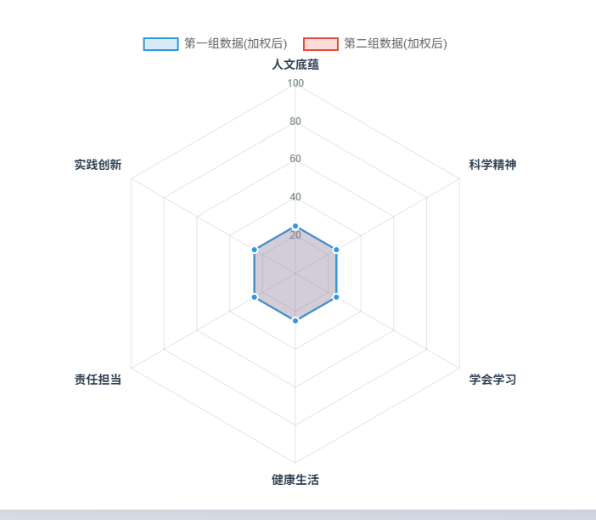 第一组数据(加权后) 第二组数据(加权后)
人文底蕴
100
80
实践创新 科学精神
60
40
20
责任担当 学会学习
健康生活